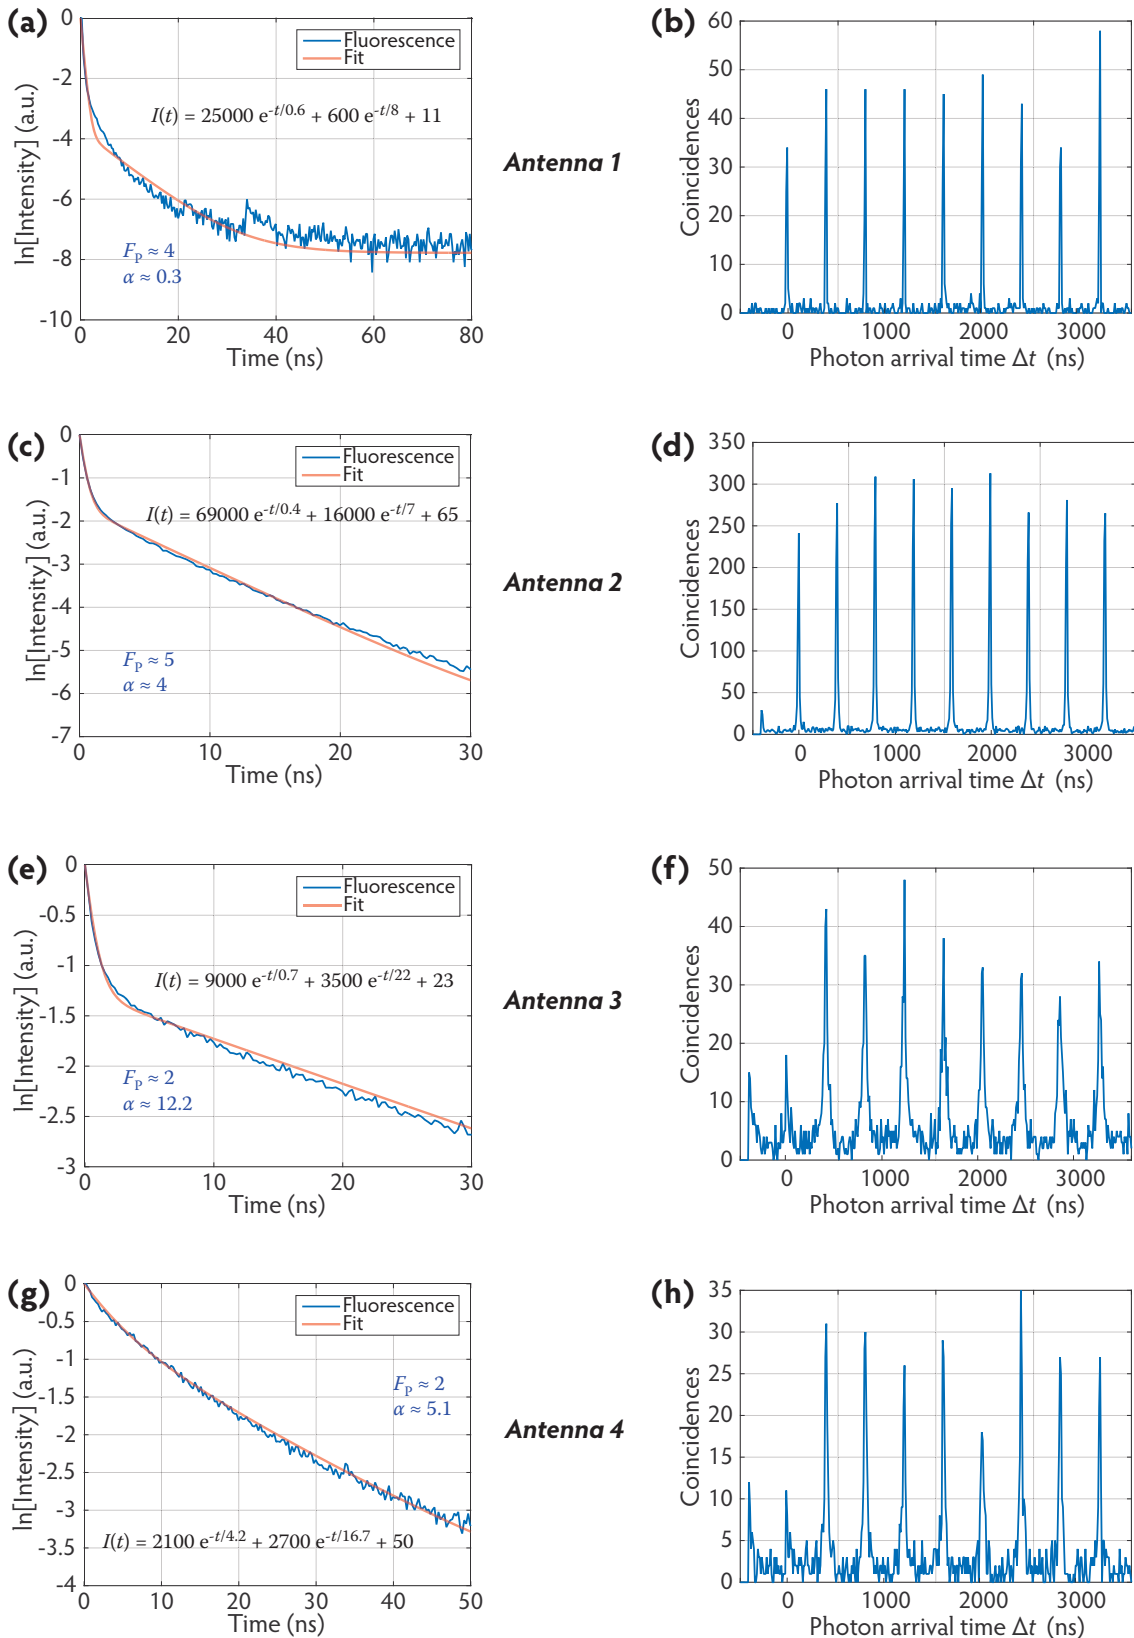 (a)
0
-2
-4
-6
-8
-10
0 20 40 60 80
ln[Intensity] (a.u.)
Time (ns)
Fluorescence
Fit
I(t) = 25000 e^-t/0.6 + 600 e^-t/8 + 11
F_P ≈ 4
α ≈ 0.3
Antenna 1
(b)
60
50
40
30
20
10
0
0 1000 2000 3000
Coincidences
Photon arrival time Δt (ns)
(c)
0
-1
-2
-3
-4
-5
-6
-7
0 10 20 30
ln[Intensity] (a.u.)
Time (ns)
Fluorescence
Fit
I(t) = 69000 e^-t/0.4 + 16000 e^-t/7 + 65
F_P ≈ 5
α ≈ 4
Antenna 2
(d)
350
300
250
200
150
100
50
0
0 1000 2000 3000
Coincidences
Photon arrival time Δt (ns)
(e)
0
-0.5
-1
-1.5
-2
-2.5
-3
0 10 20 30
ln[Intensity] (a.u.)
Time (ns)
Fluorescence
Fit
I(t) = 9000 e^-t/0.7 + 3500 e^-t/22 + 23
F_P ≈ 2
α ≈ 12.2
Antenna 3
(f)
50
40
30
20
10
0
0 1000 2000 3000
Coincidences
Photon arrival time Δt (ns)
(g)
0
-0.5
-1
-1.5
-2
-2.5
-3
-3.5
-4
0 10 20 30 40 50
ln[Intensity] (a.u.)
Time (ns)
Fluorescence
Fit
F_P ≈ 2
α ≈ 5.1
I(t) = 2100 e^-t/4.2 + 2700 e^-t/16.7 + 50
Antenna 4
(h)
35
30
25
20
15
10
5
0
0 1000 2000 3000
Coincidences
Photon arrival time Δt (ns)